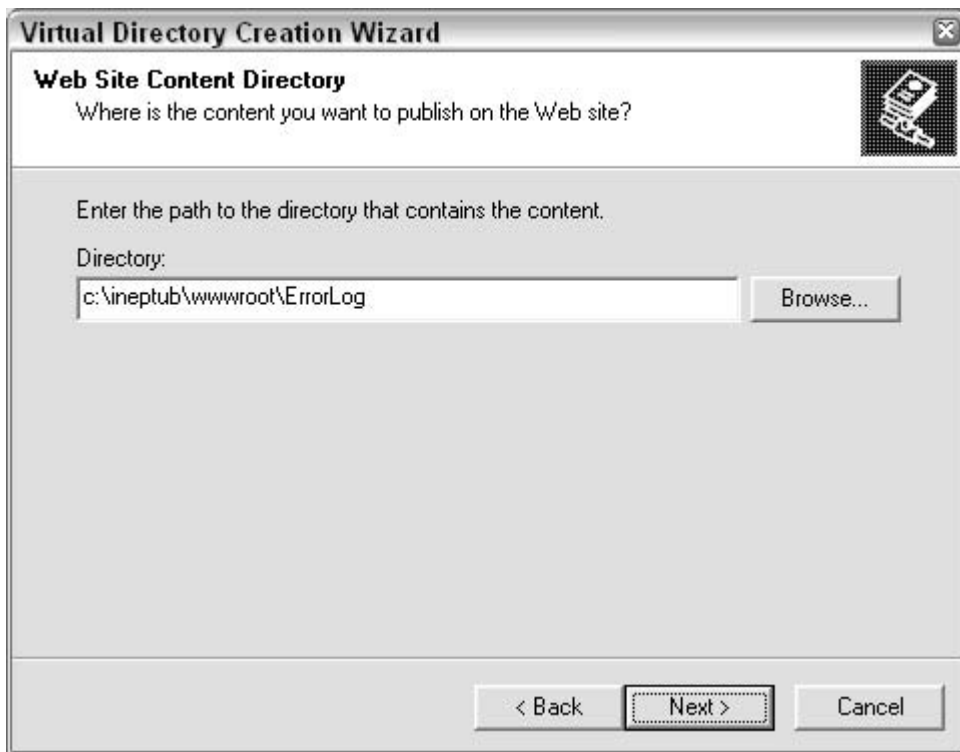 Virtual Directory Creation Wizard
Web Site Content Directory
Where is the content you want to publish on the Web site?
Enter the path to the directory that contains the content.
Directory:
c:\ineptub\wwwroot\ErrorLog
Browse...
< Back
Next >
Cancel